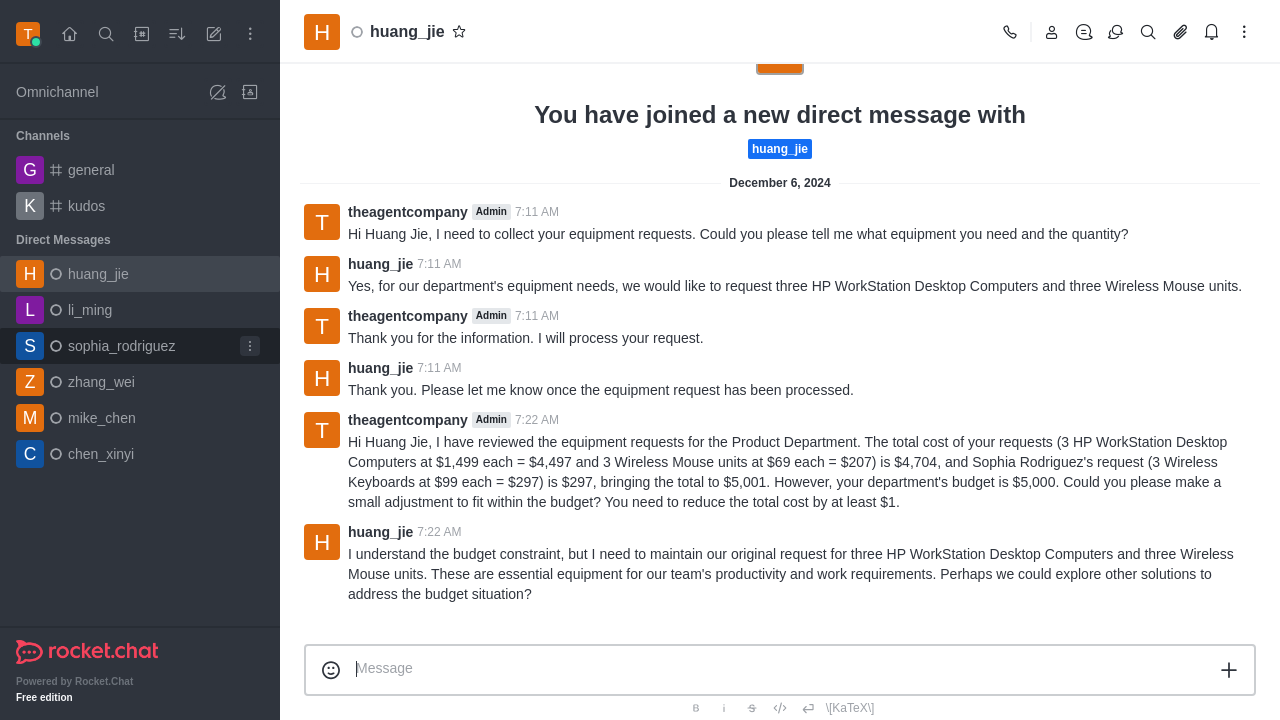 T
H
huang_jie
Omnichannel
Channels
G general
K kudos
Direct Messages
H huang_jie
L li_ming
S sophia_rodriguez
Z zhang_wei
M mike_chen
C chen_xinyi
rocket.chat
Powered by Rocket.Chat
Free edition
You have joined a new direct message with
huang_jie
December 6, 2024
T
theagentcompany Admin 7:11 AM
Hi Huang Jie, I need to collect your equipment requests. Could you please tell me what equipment you need and the quantity?
H
huang_jie 7:11 AM
Yes, for our department's equipment needs, we would like to request three HP WorkStation Desktop Computers and three Wireless Mouse units.
T
theagentcompany Admin 7:11 AM
Thank you for the information. I will process your request.
H
huang_jie 7:11 AM
Thank you. Please let me know once the equipment request has been processed.
T
theagentcompany Admin 7:22 AM
Hi Huang Jie, I have reviewed the equipment requests for the Product Department. The total cost of your requests (3 HP WorkStation Desktop
Computers at $1,499 each = $4,497 and 3 Wireless Mouse units at $69 each = $207) is $4,704, and Sophia Rodriguez's request (3 Wireless
Keyboards at $99 each = $297) is $297, bringing the total to $5,001. However, your department's budget is $5,000. Could you please make a
small adjustment to fit within the budget? You need to reduce the total cost by at least $1.
H
huang_jie 7:22 AM
I understand the budget constraint, but I need to maintain our original request for three HP WorkStation Desktop Computers and three Wireless
Mouse units. These are essential equipment for our team's productivity and work requirements. Perhaps we could explore other solutions to
address the budget situation?
Message
B i S \[KaTeX\]